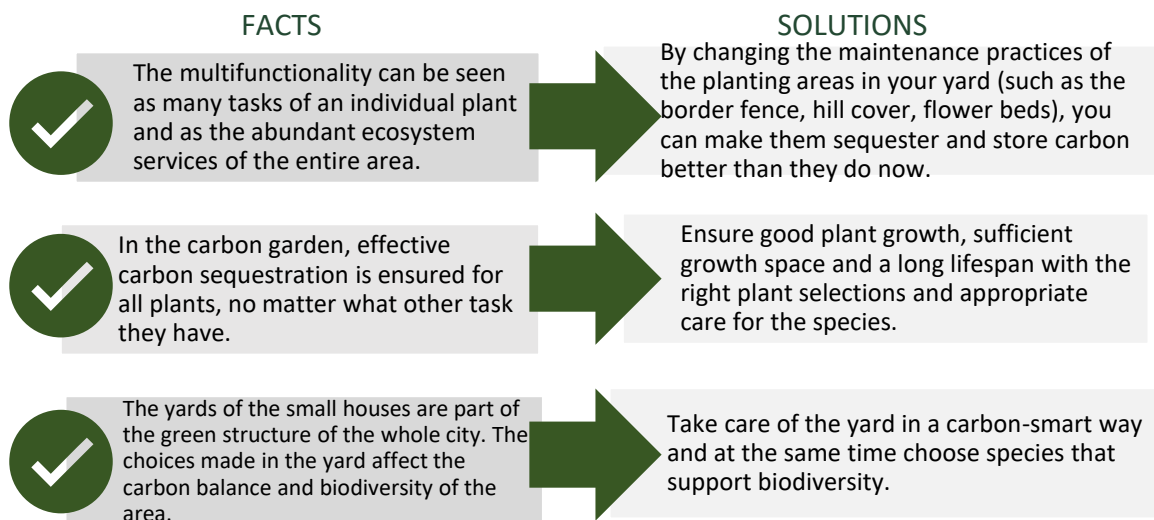 FACTS
SOLUTIONS
The multifunctionality can be seen
as many tasks of an individual plant
and as the abundant ecosystem
services of the entire area.
By changing the maintenance practices of
the planting areas in your yard (such as the
border fence, hill cover, flower beds), you
can make them sequester and store carbon
better than they do now.
In the carbon garden, effective
carbon sequestration is ensured for
all plants, no matter what other task
they have.
Ensure good plant growth, sufficient
growth space and a long lifespan with the
right plant selections and appropriate
care for the species.
The yards of the small houses are part of
the green structure of the whole city. The
choices made in the yard affect the
carbon balance and biodiversity of the
area.
Take care of the yard in a carbon-smart way
and at the same time choose species that
support biodiversity.